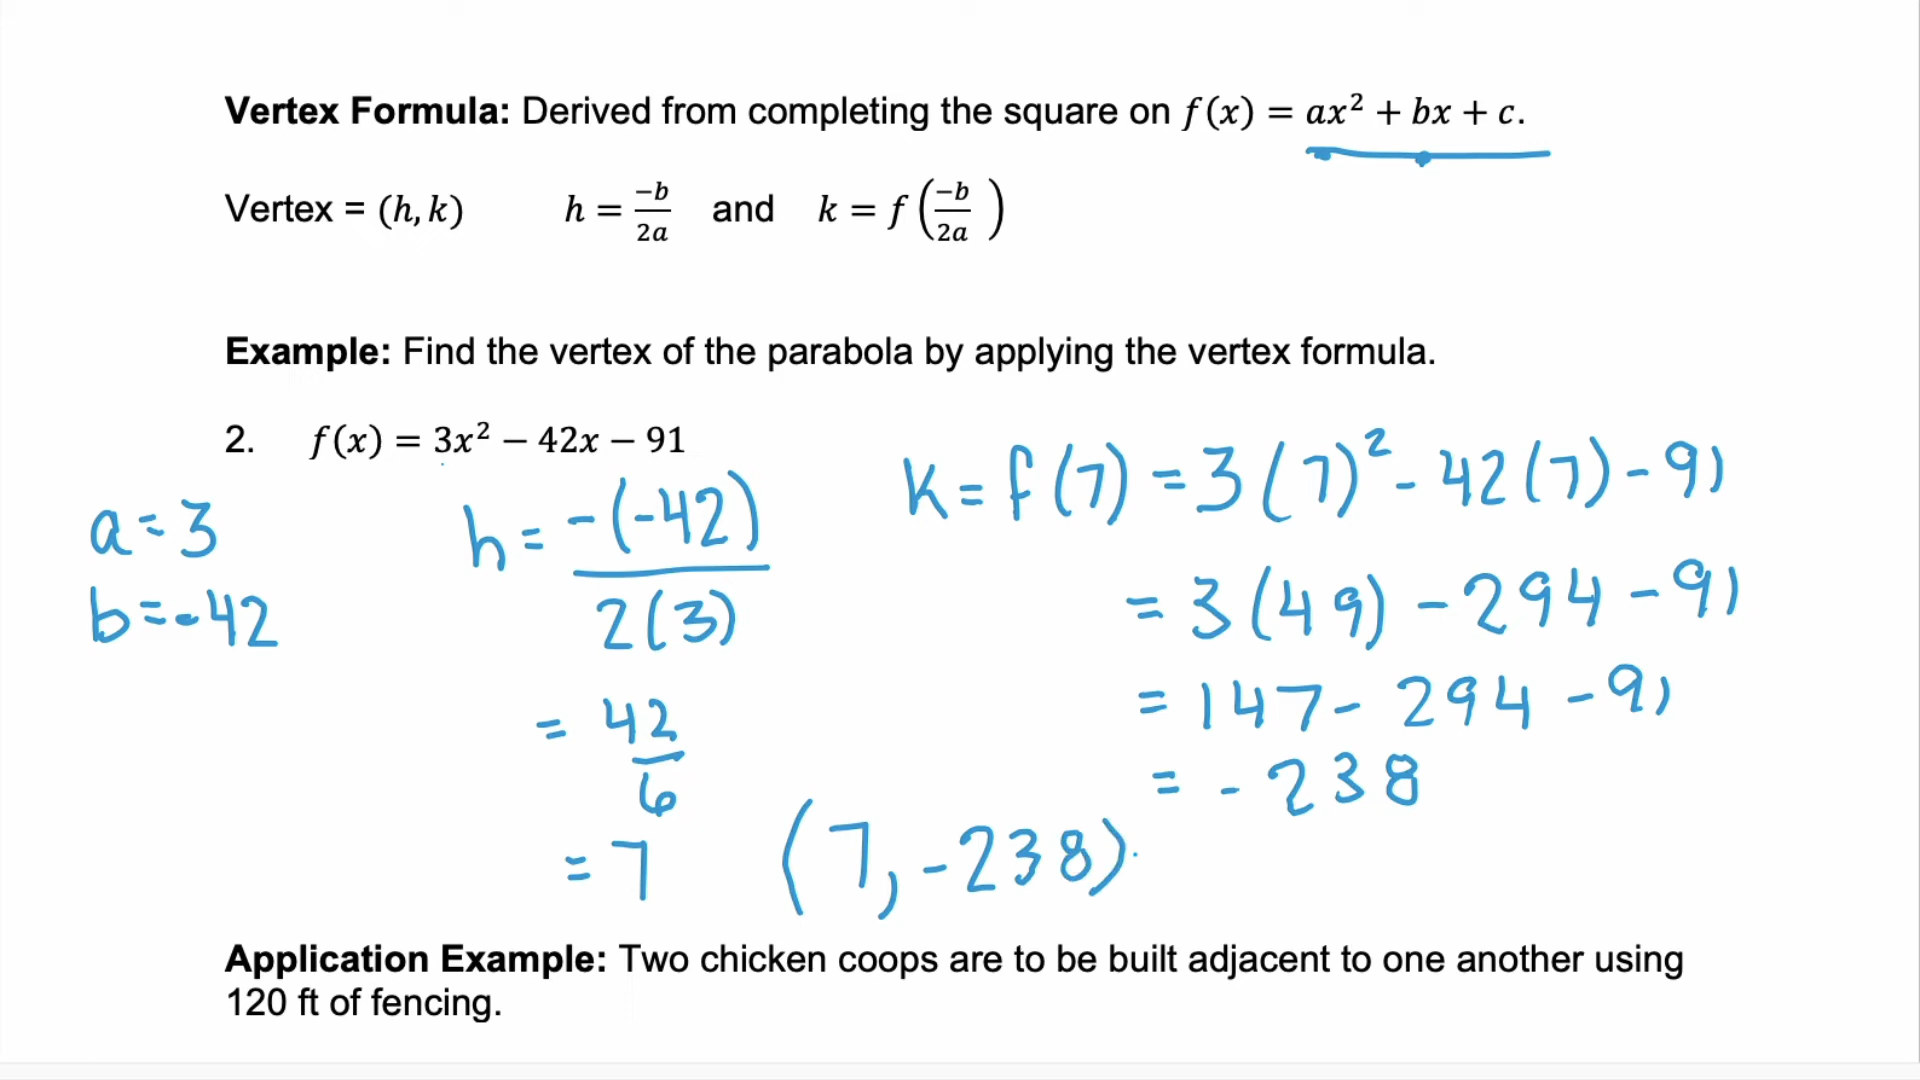 Vertex Formula: Derived from completing the square on f(x) = ax² + bx + c.
Vertex = (h, k) h = -b/2a and k = f(-b/2a)
Example: Find the vertex of the parabola by applying the vertex formula.
2. f(x) = 3x² − 42x − 91
a = 3
b = -42
h = -(-42)/2(3)
= 42/6
= 7
K = f(7) = 3(7)² - 42(7) - 91
= 3(49) - 294 - 91
= 147 - 294 - 91
= -238
(7, -238)
Application Example: Two chicken coops are to be built adjacent to one another using
120 ft of fencing.